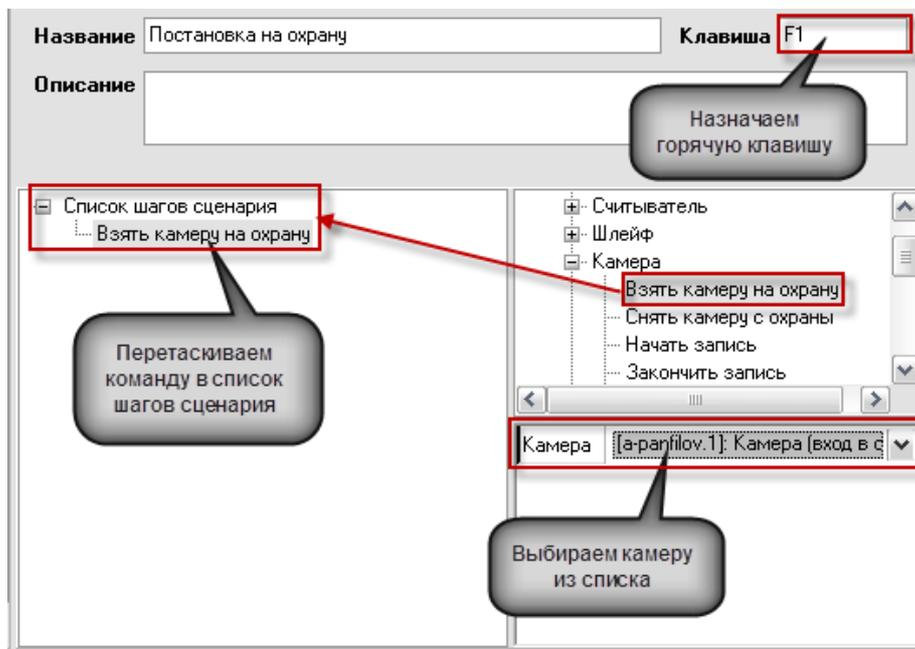 Название Постановка на охрану Клавиша F1
Описание
Назначаем
горячую клавишу
Список шагов сценария
Взять камеру на охрану
Перетаскиваем
команду в список
шагов сценария
Считыватель
Шлейф
Камера
Взять камеру на охрану
Снять камеру с охраны
Начать запись
Закончить запись
Камера [a-panfilov.1]: Камера (вход в с
Выбираем камеру
из списка